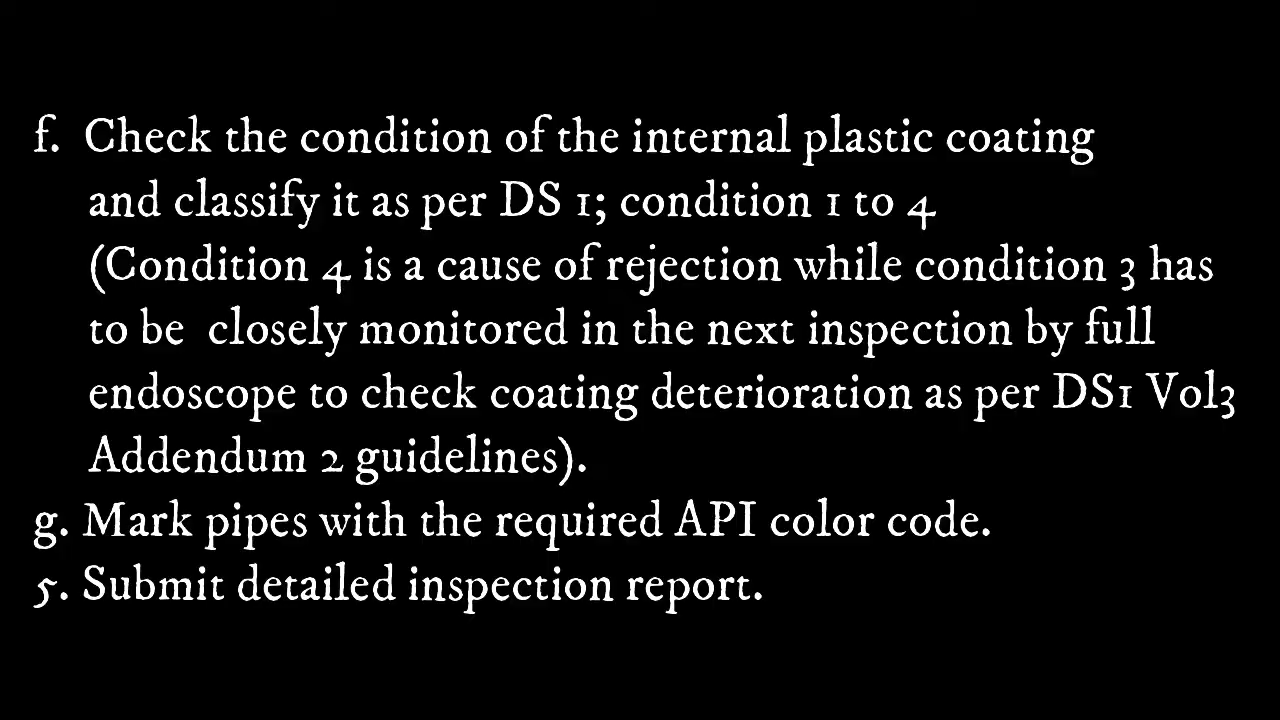 f. Check the condition of the internal plastic coating
and classify it as per DS 1; condition 1 to 4
(Condition 4 is a cause of rejection while condition 3 has
to be closely monitored in the next inspection by full
endoscope to check coating deterioration as per DS1 Vol3
Addendum 2 guidelines).
g. Mark pipes with the required API color code.
5. Submit detailed inspection report.